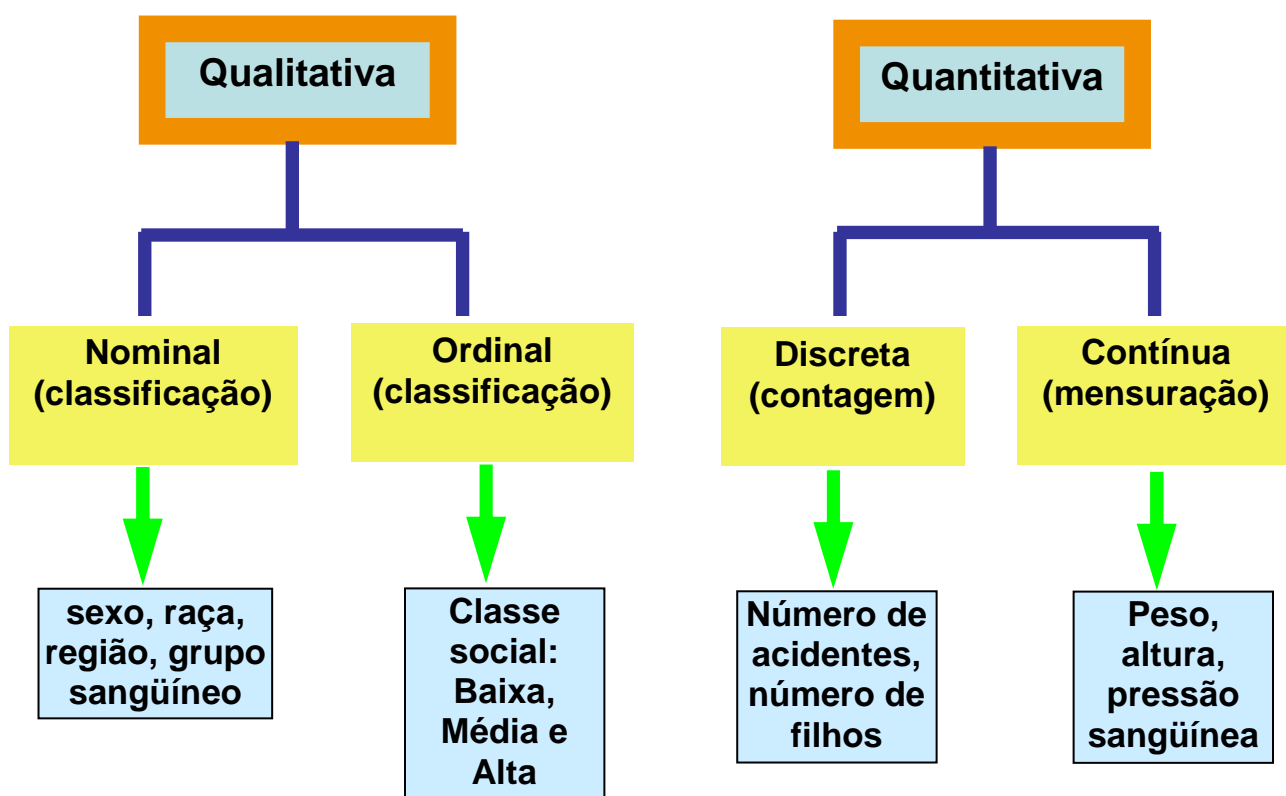 Qualitativa
Quantitativa
Nominal
(classificação)
Ordinal
(classificação)
Discreta
(contagem)
Contínua
(mensuração)
sexo, raça,
região, grupo
sangüíneo
Classe
social:
Baixa,
Média e
Alta
Número de
acidentes,
número de
filhos
Peso,
altura,
pressão
sangüínea